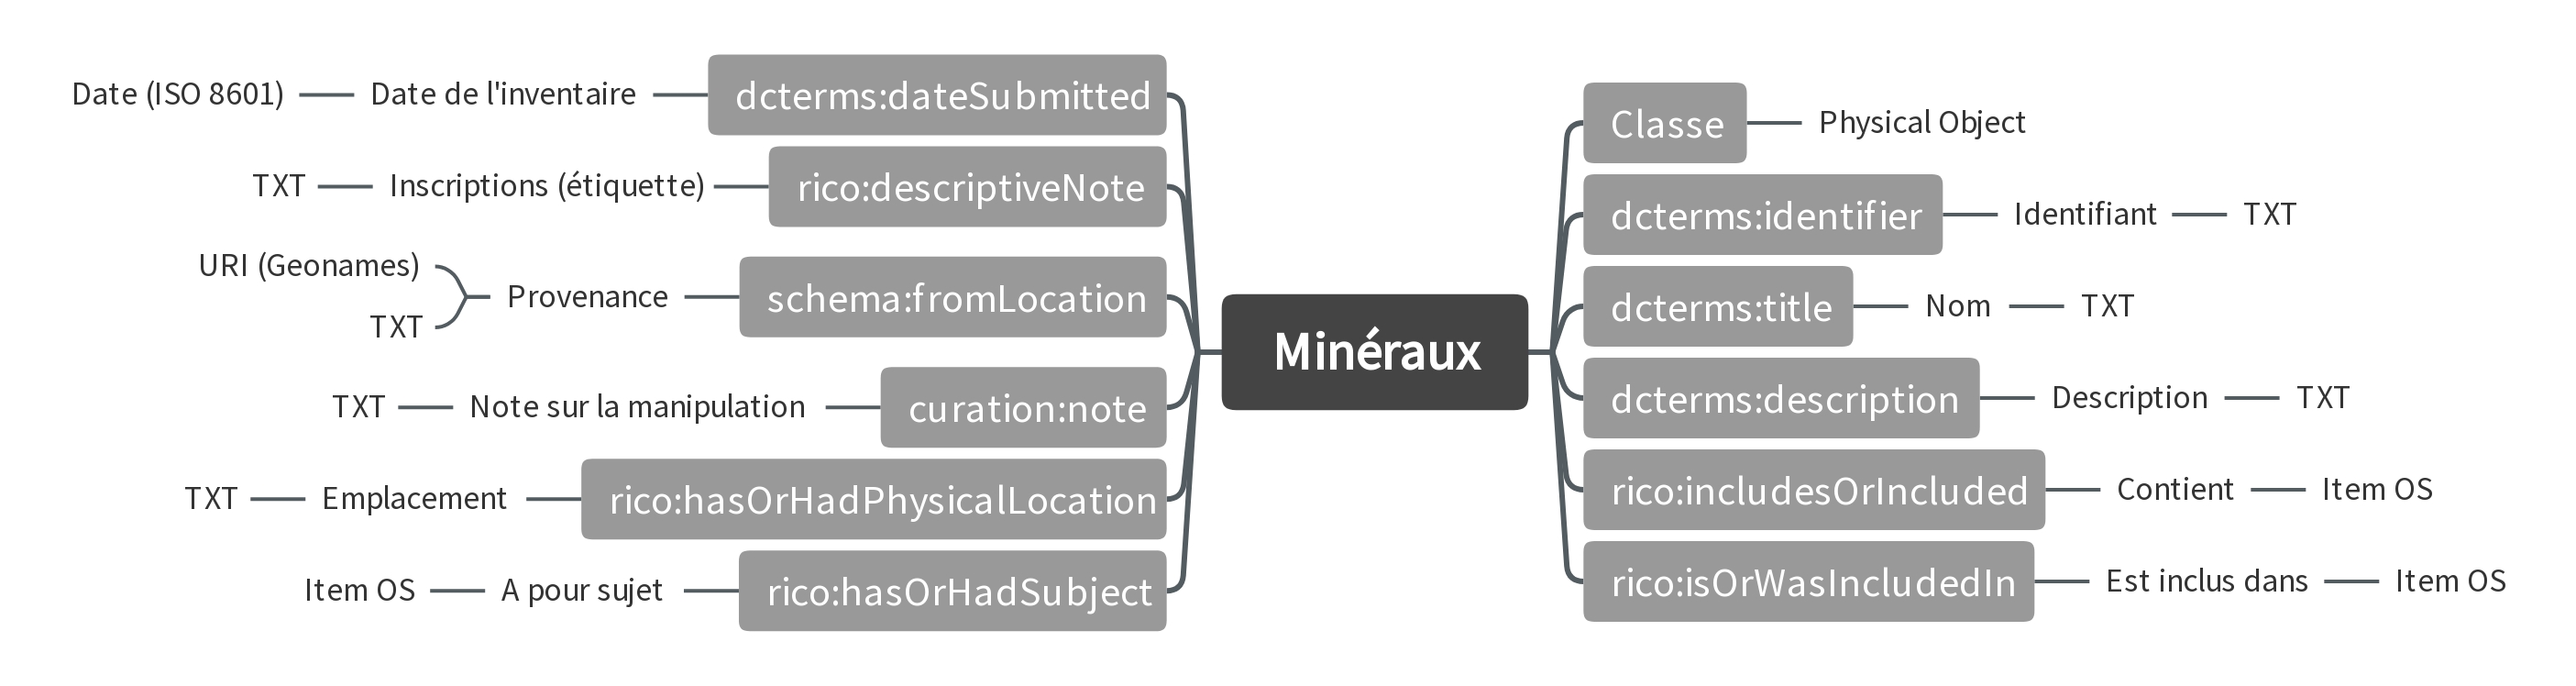 Minéraux
Classe
Physical Object
dcterms:identifier
Identifiant
TXT
dcterms:title
Nom
TXT
dcterms:description
Description
TXT
rico:includesOrIncluded
Contient
Item OS
rico:isOrWasIncludedIn
Est inclus dans
Item OS
dcterms:dateSubmitted
Date de l'inventaire
Date (ISO 8601)
rico:descriptiveNote
Inscriptions (étiquette)
TXT
schema:fromLocation
Provenance
URI (Geonames)
TXT
curation:note
Note sur la manipulation
TXT
rico:hasOrHadPhysicalLocation
Emplacement
TXT
rico:hasOrHadSubject
A pour sujet
Item OS